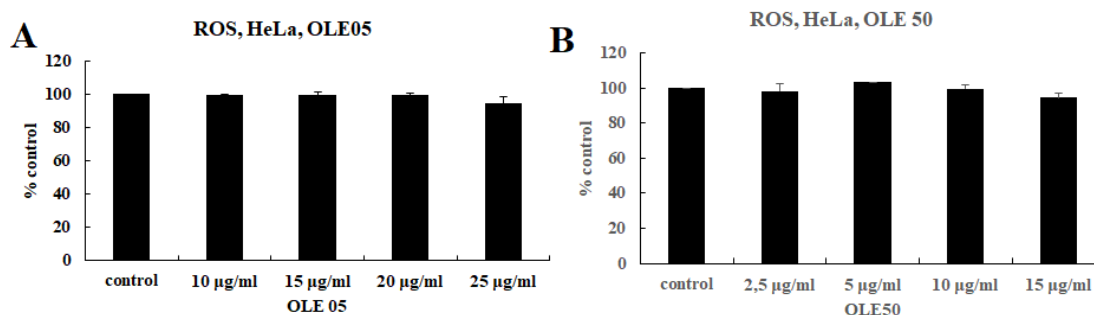 A
ROS, HeLa, OLE05
% control
120
100
80
60
40
20
0
control 10 µg/ml 15 µg/ml 20 µg/ml 25 µg/ml
OLE 05
B
ROS, HeLa, OLE 50
% control
120
100
80
60
40
20
0
control 2,5 µg/ml 5 µg/ml 10 µg/ml 15 µg/ml
OLE50